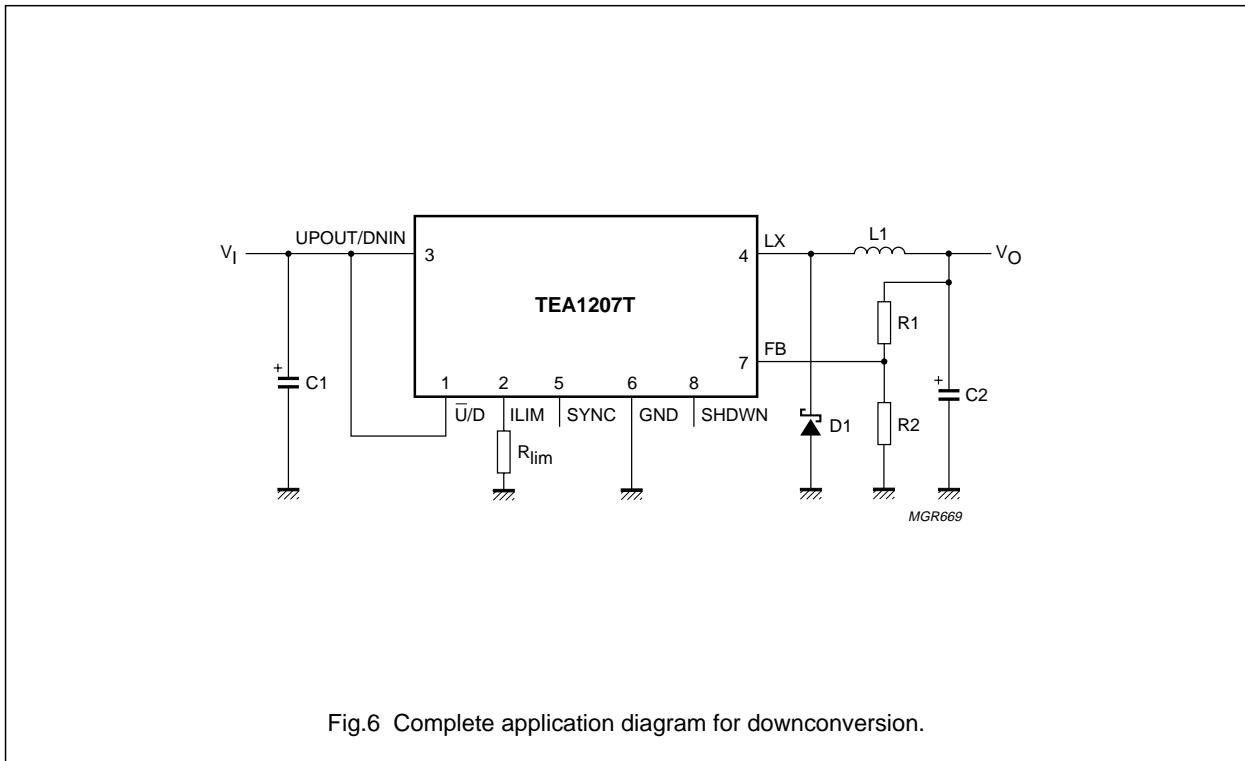 V_I
UPOUT/DNIN
3
4
LX
L1
V_O
TEA1207T
R1
7
FB
+
C1
1
2
5
6
8
+
C2
U̅/D
ILIM
SYNC
GND
SHDWN
D1
R2
R_lim
MGR669
Fig.6 Complete application diagram for downconversion.